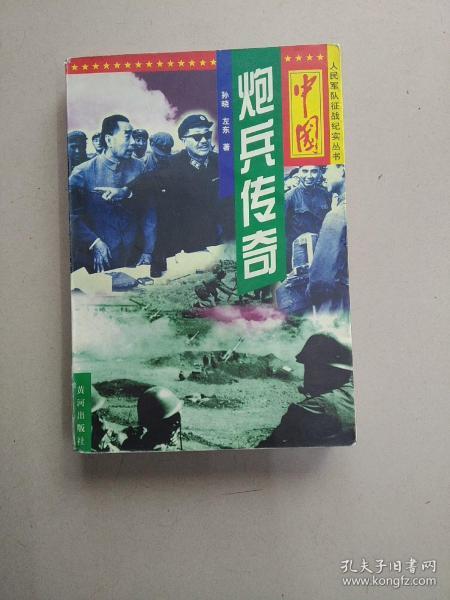 人民军队征战纪实丛书
中国
炮兵传奇
孙晓 左东 著
黄河出版社
孔夫子旧书网
www.kongfz.com